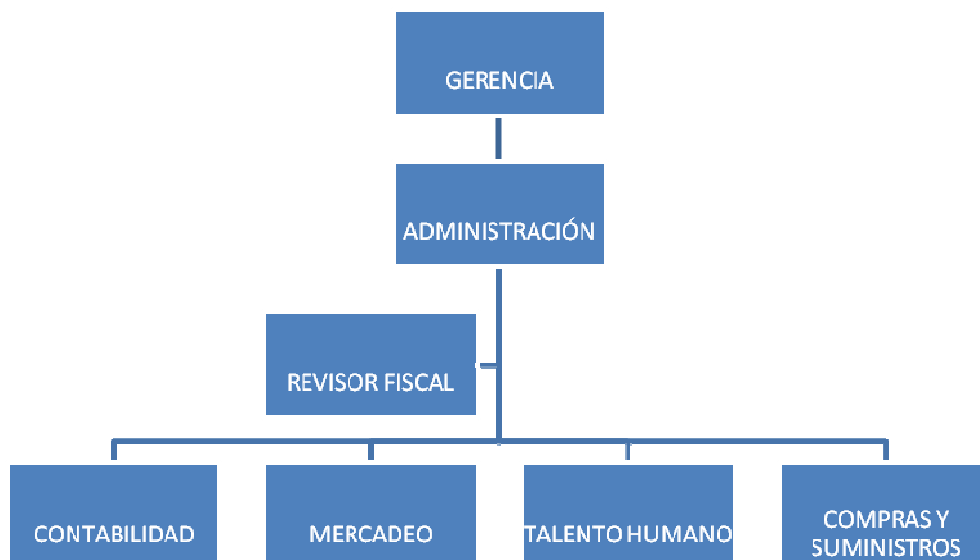 GERENCIA
ADMINISTRACIÓN
REVISOR FISCAL
CONTABILIDAD
MERCADEO
TALENTO HUMANO
COMPRAS Y
SUMINISTROS